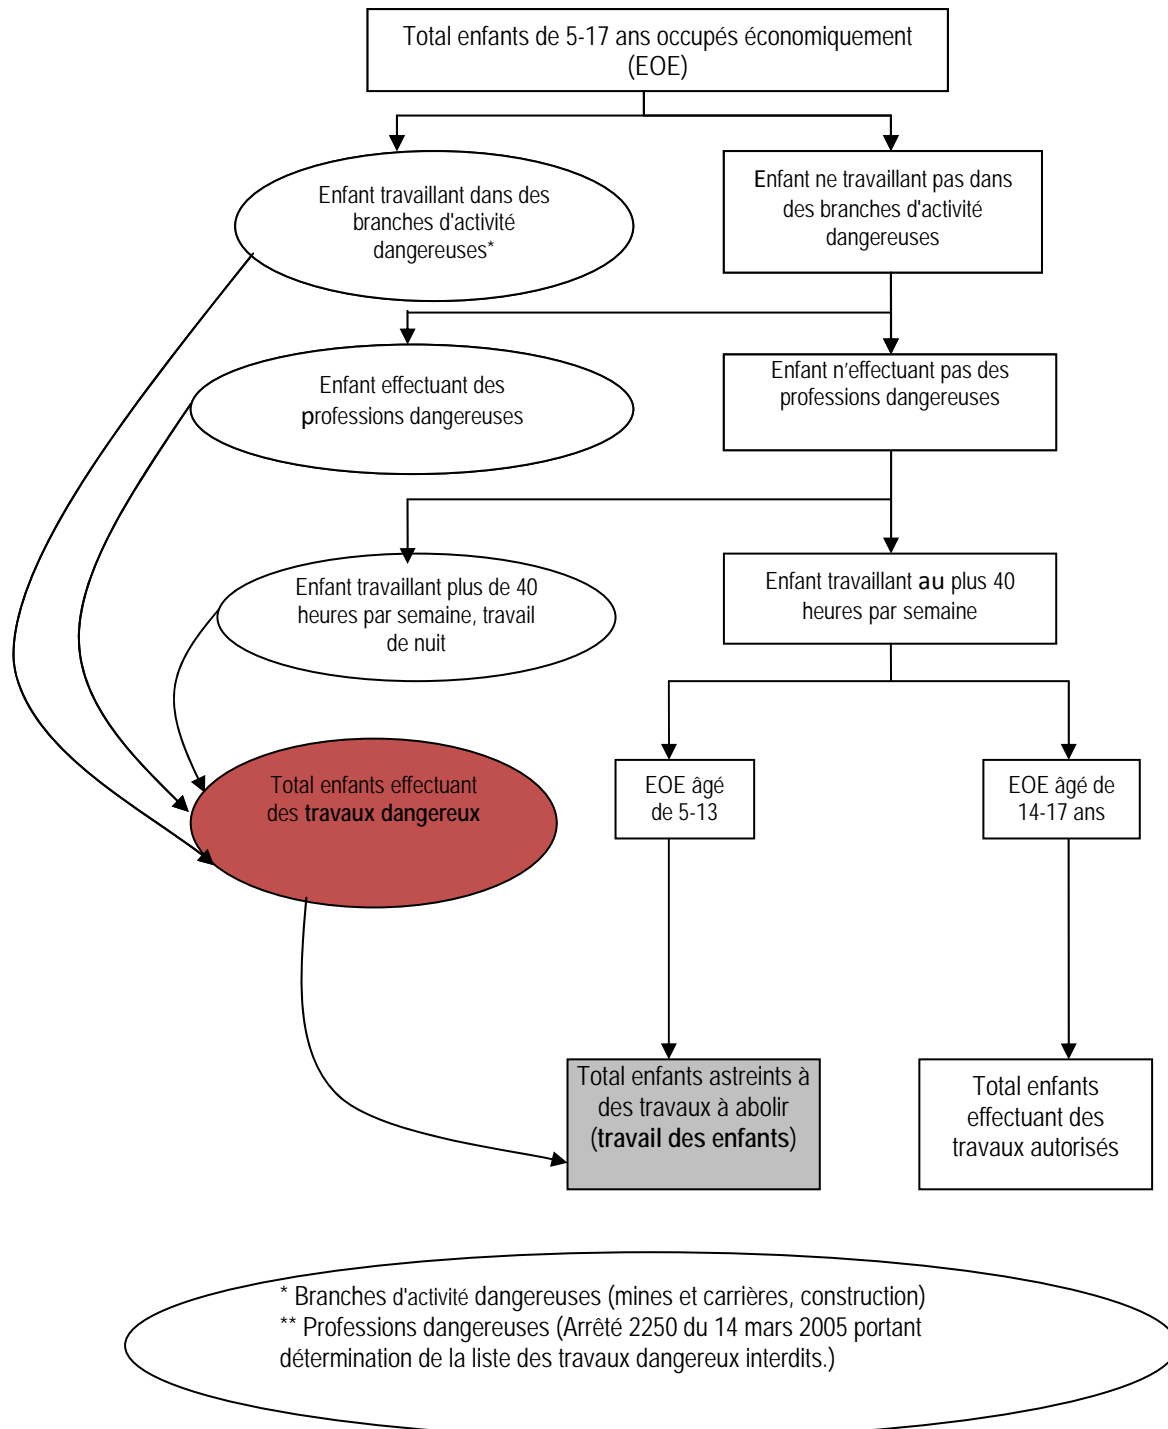 Total enfants de 5-17 ans occupés économiquement
(EOE)
Enfant travaillant dans des
branches d'activité
dangereuses*
Enfant ne travaillant pas dans
des branches d'activité
dangereuses
Enfant effectuant des
professions dangereuses
Enfant n'effectuant pas des
professions dangereuses
Enfant travaillant plus de 40
heures par semaine, travail
de nuit
Enfant travaillant au plus 40
heures par semaine
Total enfants effectuant
des travaux dangereux
EOE âgé
de 5-13
EOE âgé de
14-17 ans
Total enfants astreints à
des travaux à abolir
(travail des enfants)
Total enfants
effectuant des
travaux autorisés
* Branches d'activité dangereuses (mines et carrières, construction)
** Professions dangereuses (Arrêté 2250 du 14 mars 2005 portant
détermination de la liste des travaux dangereux interdits.)